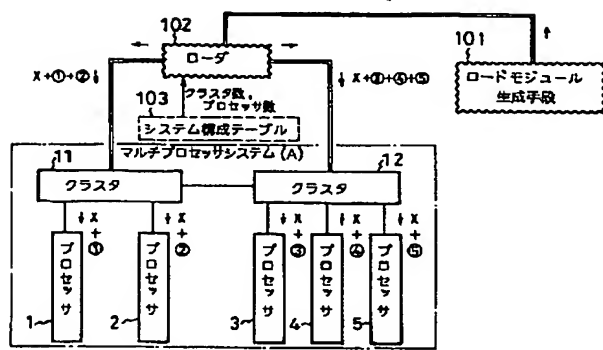 102
ローダ
101
ロードモジュール
生成手段
X+①+②
X+③+④+⑤
クラスタ数,
プロセッサ数
103
システム構成テーブル
マルチプロセッサシステム(A)
11
クラスタ
12
クラスタ
X+①
X+②
X+③
X+④
X+⑤
プロセッサ
プロセッサ
プロセッサ
プロセッサ
プロセッサ
1
2
3
4
5